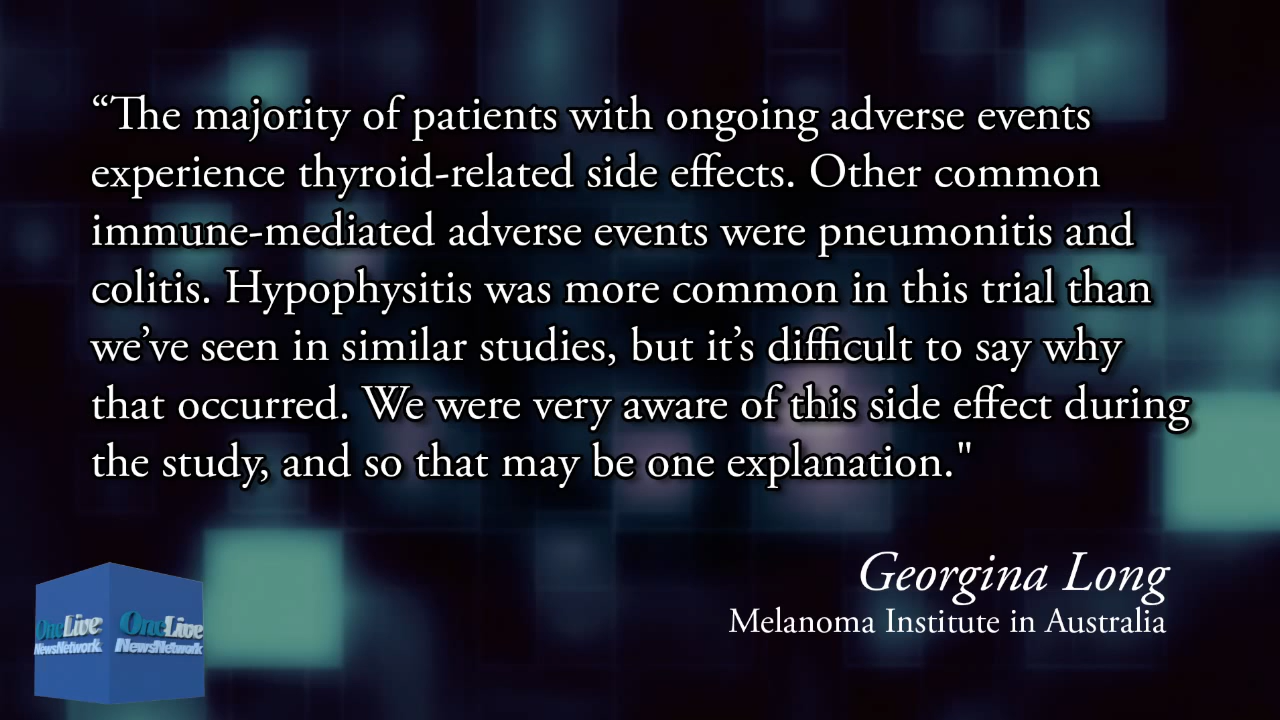 “The majority of patients with ongoing adverse events
experience thyroid-related side effects. Other common
immune-mediated adverse events were pneumonitis and
colitis. Hypophysitis was more common in this trial than
we’ve seen in similar studies, but it’s difficult to say why
that occurred. We were very aware of this side effect during
the study, and so that may be one explanation."
Georgina Long
Melanoma Institute in Australia
OncLive
NewsNetwork
OncLive
NewsNetwork